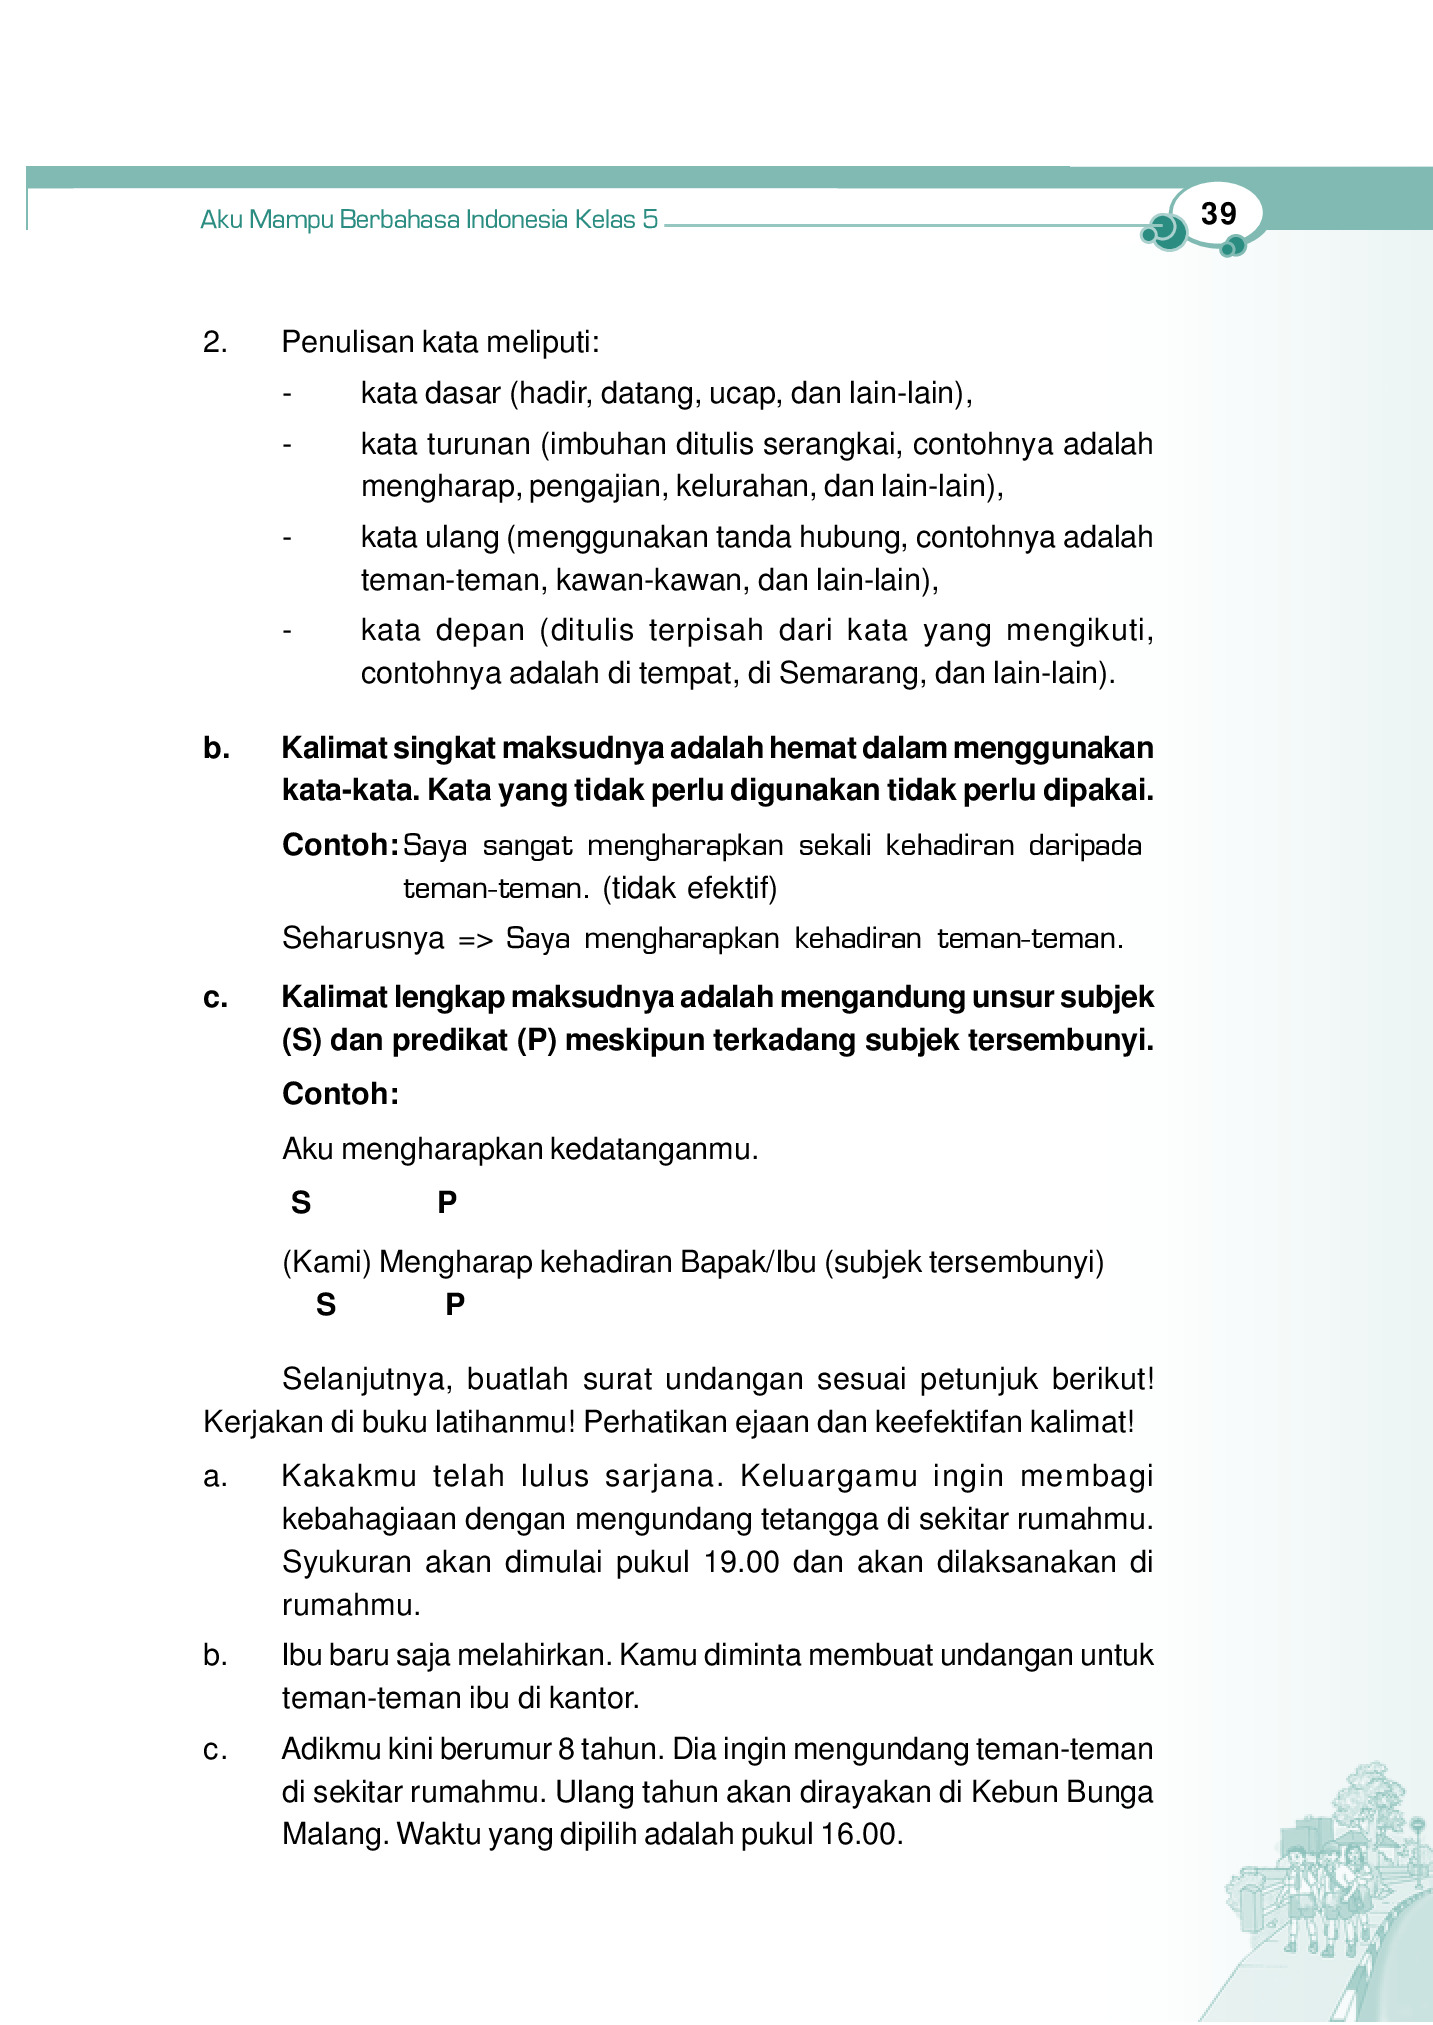 Aku Mampu Berbahasa Indonesia Kelas 5
39
2. Penulisan kata meliputi:
- kata dasar (hadir, datang, ucap, dan lain-lain),
- kata turunan (imbuhan ditulis serangkai, contohnya adalah
mengharap, pengajian, kelurahan, dan lain-lain),
- kata ulang (menggunakan tanda hubung, contohnya adalah
teman-teman, kawan-kawan, dan lain-lain),
- kata depan (ditulis terpisah dari kata yang mengikuti,
contohnya adalah di tempat, di Semarang, dan lain-lain).
b. Kalimat singkat maksudnya adalah hemat dalam menggunakan
kata-kata. Kata yang tidak perlu digunakan tidak perlu dipakai.
Contoh: Saya sangat mengharapkan sekali kehadiran daripada
teman-teman. (tidak efektif)
Seharusnya => Saya mengharapkan kehadiran teman-teman.
c. Kalimat lengkap maksudnya adalah mengandung unsur subjek
(S) dan predikat (P) meskipun terkadang subjek tersembunyi.
Contoh:
Aku mengharapkan kedatanganmu.
S P
(Kami) Mengharap kehadiran Bapak/Ibu (subjek tersembunyi)
S P
Selanjutnya, buatlah surat undangan sesuai petunjuk berikut!
Kerjakan di buku latihanmu! Perhatikan ejaan dan keefektifan kalimat!
a. Kakakmu telah lulus sarjana. Keluargamu ingin membagi
kebahagiaan dengan mengundang tetangga di sekitar rumahmu.
Syukuran akan dimulai pukul 19.00 dan akan dilaksanakan di
rumahmu.
b. Ibu baru saja melahirkan. Kamu diminta membuat undangan untuk
teman-teman ibu di kantor.
c. Adikmu kini berumur 8 tahun. Dia ingin mengundang teman-teman
di sekitar rumahmu. Ulang tahun akan dirayakan di Kebun Bunga
Malang. Waktu yang dipilih adalah pukul 16.00.